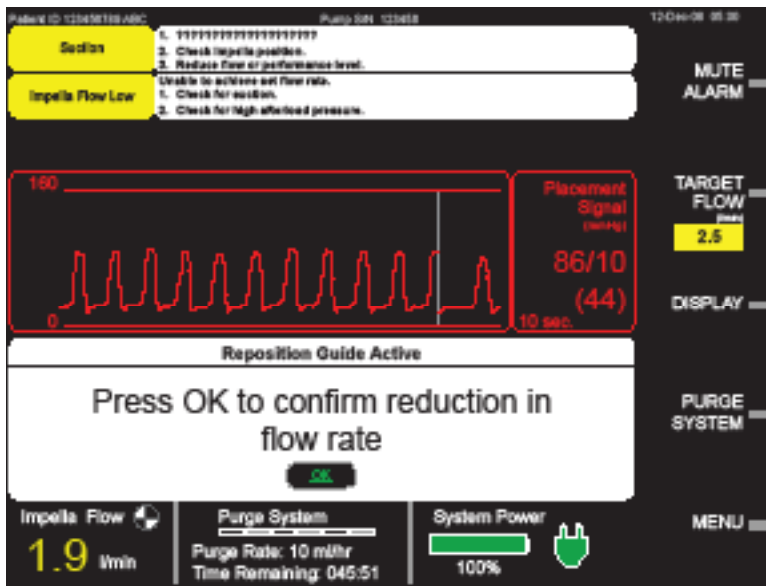 Patient ID 123456789ABC Pump S/N 123458 12-Dec-08 05:30
Suction
1. ???????????????????
2. Check Impella position.
3. Reduce flow or performance level.
Impella Flow Low
Unable to achieve set flow rate.
1. Check for suction.
2. Check for high afterload pressure.
MUTE
ALARM
160
0
Placement
Signal
(mmHg)
86/10
(44)
10 sec.
TARGET
FLOW
2.5
DISPLAY
Reposition Guide Active
Press OK to confirm reduction in
flow rate
OK
PURGE
SYSTEM
Impella Flow
1.9 l/min
Purge System
Purge Rate: 10 ml/hr
Time Remaining: 045:51
System Power
100%
MENU